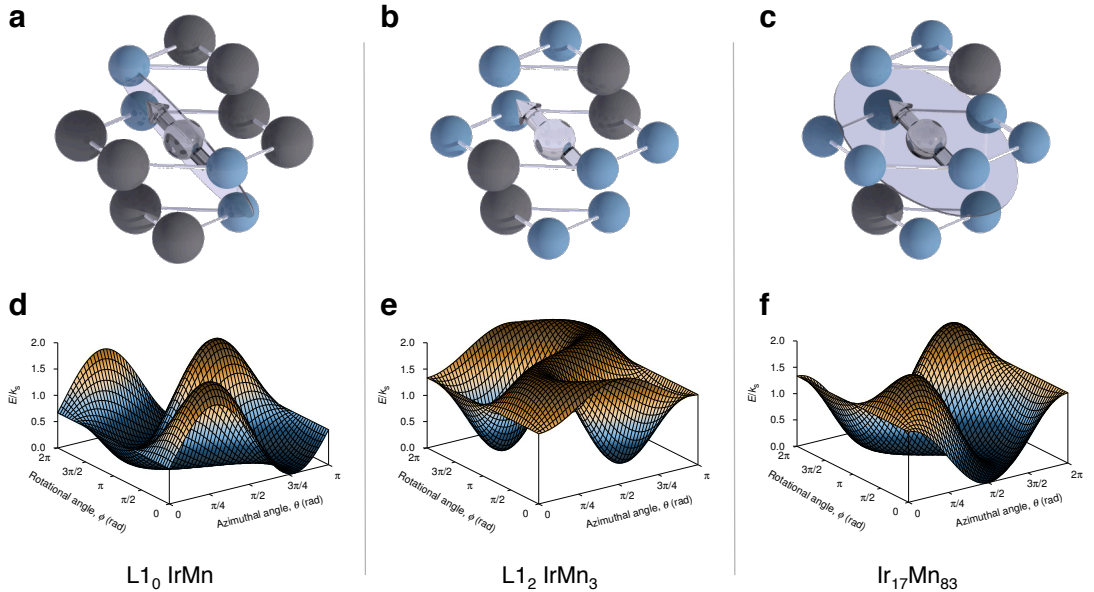 a
b
c
d
E/kₛ
2.0
1.5
1.0
0.5
0.0
2π
3π/2
π
π/2
0
Rotational angle, ϕ (rad)
0
π/4
π/2
3π/4
π
Azimuthal angle, θ (rad)
e
E/kₛ
2.0
1.5
1.0
0.5
0.0
2π
3π/2
π
π/2
0
Rotational angle, ϕ (rad)
0
π/4
π/2
3π/4
π
Azimuthal angle, θ (rad)
f
E/kₛ
2.0
1.5
1.0
0.5
0.0
2π
3π/2
π
π/2
0
Rotational angle, ϕ (rad)
0
π/4
π/2
3π/2
2π
Azimuthal angle, θ (rad)
L1₀ IrMn
L1₂ IrMn₃
Ir₁₇Mn₈₃